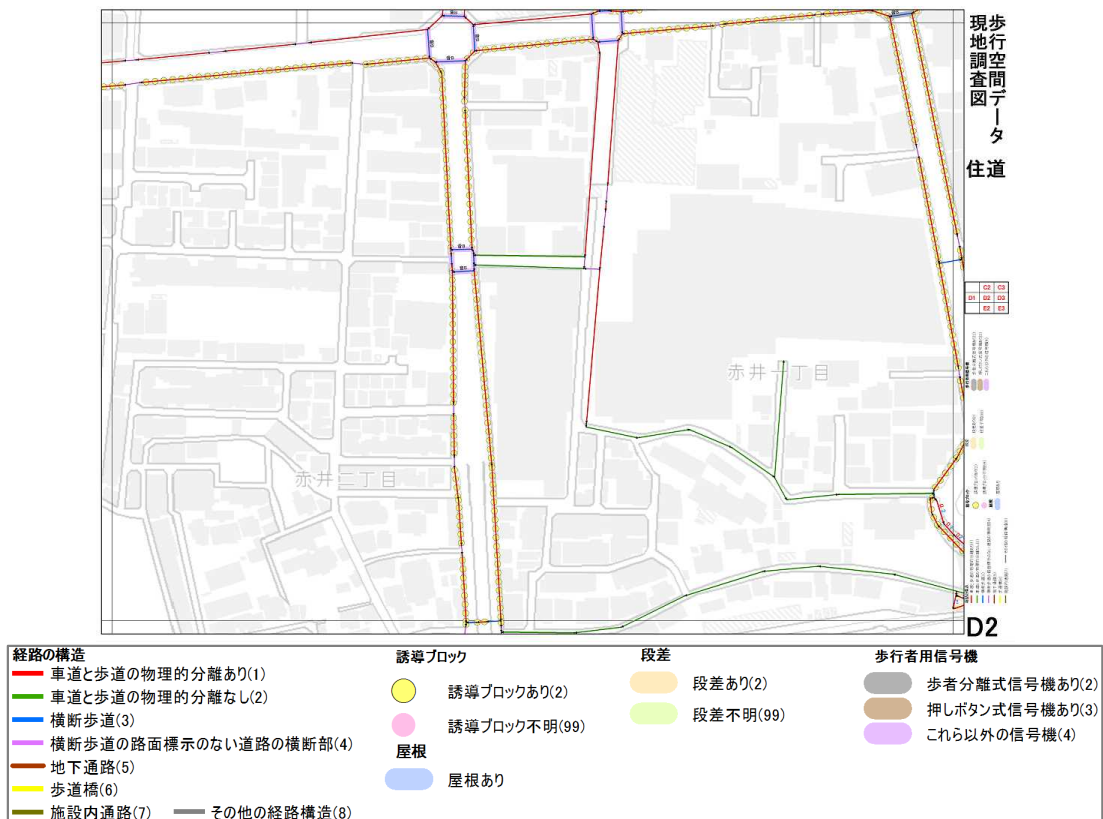 歩行空間データ
現地調査図
住道
C2 C3
D1 D2 D3
E2 E3
赤井一丁目
赤井二丁目
D2
経路の構造
車道と歩道の物理的分離あり(1)
車道と歩道の物理的分離なし(2)
横断歩道(3)
横断歩道の路面標示のない道路の横断部(4)
地下通路(5)
歩道橋(6)
施設内通路(7)
その他の経路構造(8)
誘導ブロック
誘導ブロックあり(2)
誘導ブロック不明(99)
屋根
屋根あり
段差
段差あり(2)
段差不明(99)
歩行者用信号機
歩者分離式信号機あり(2)
押しボタン式信号機あり(3)
これら以外の信号機(4)